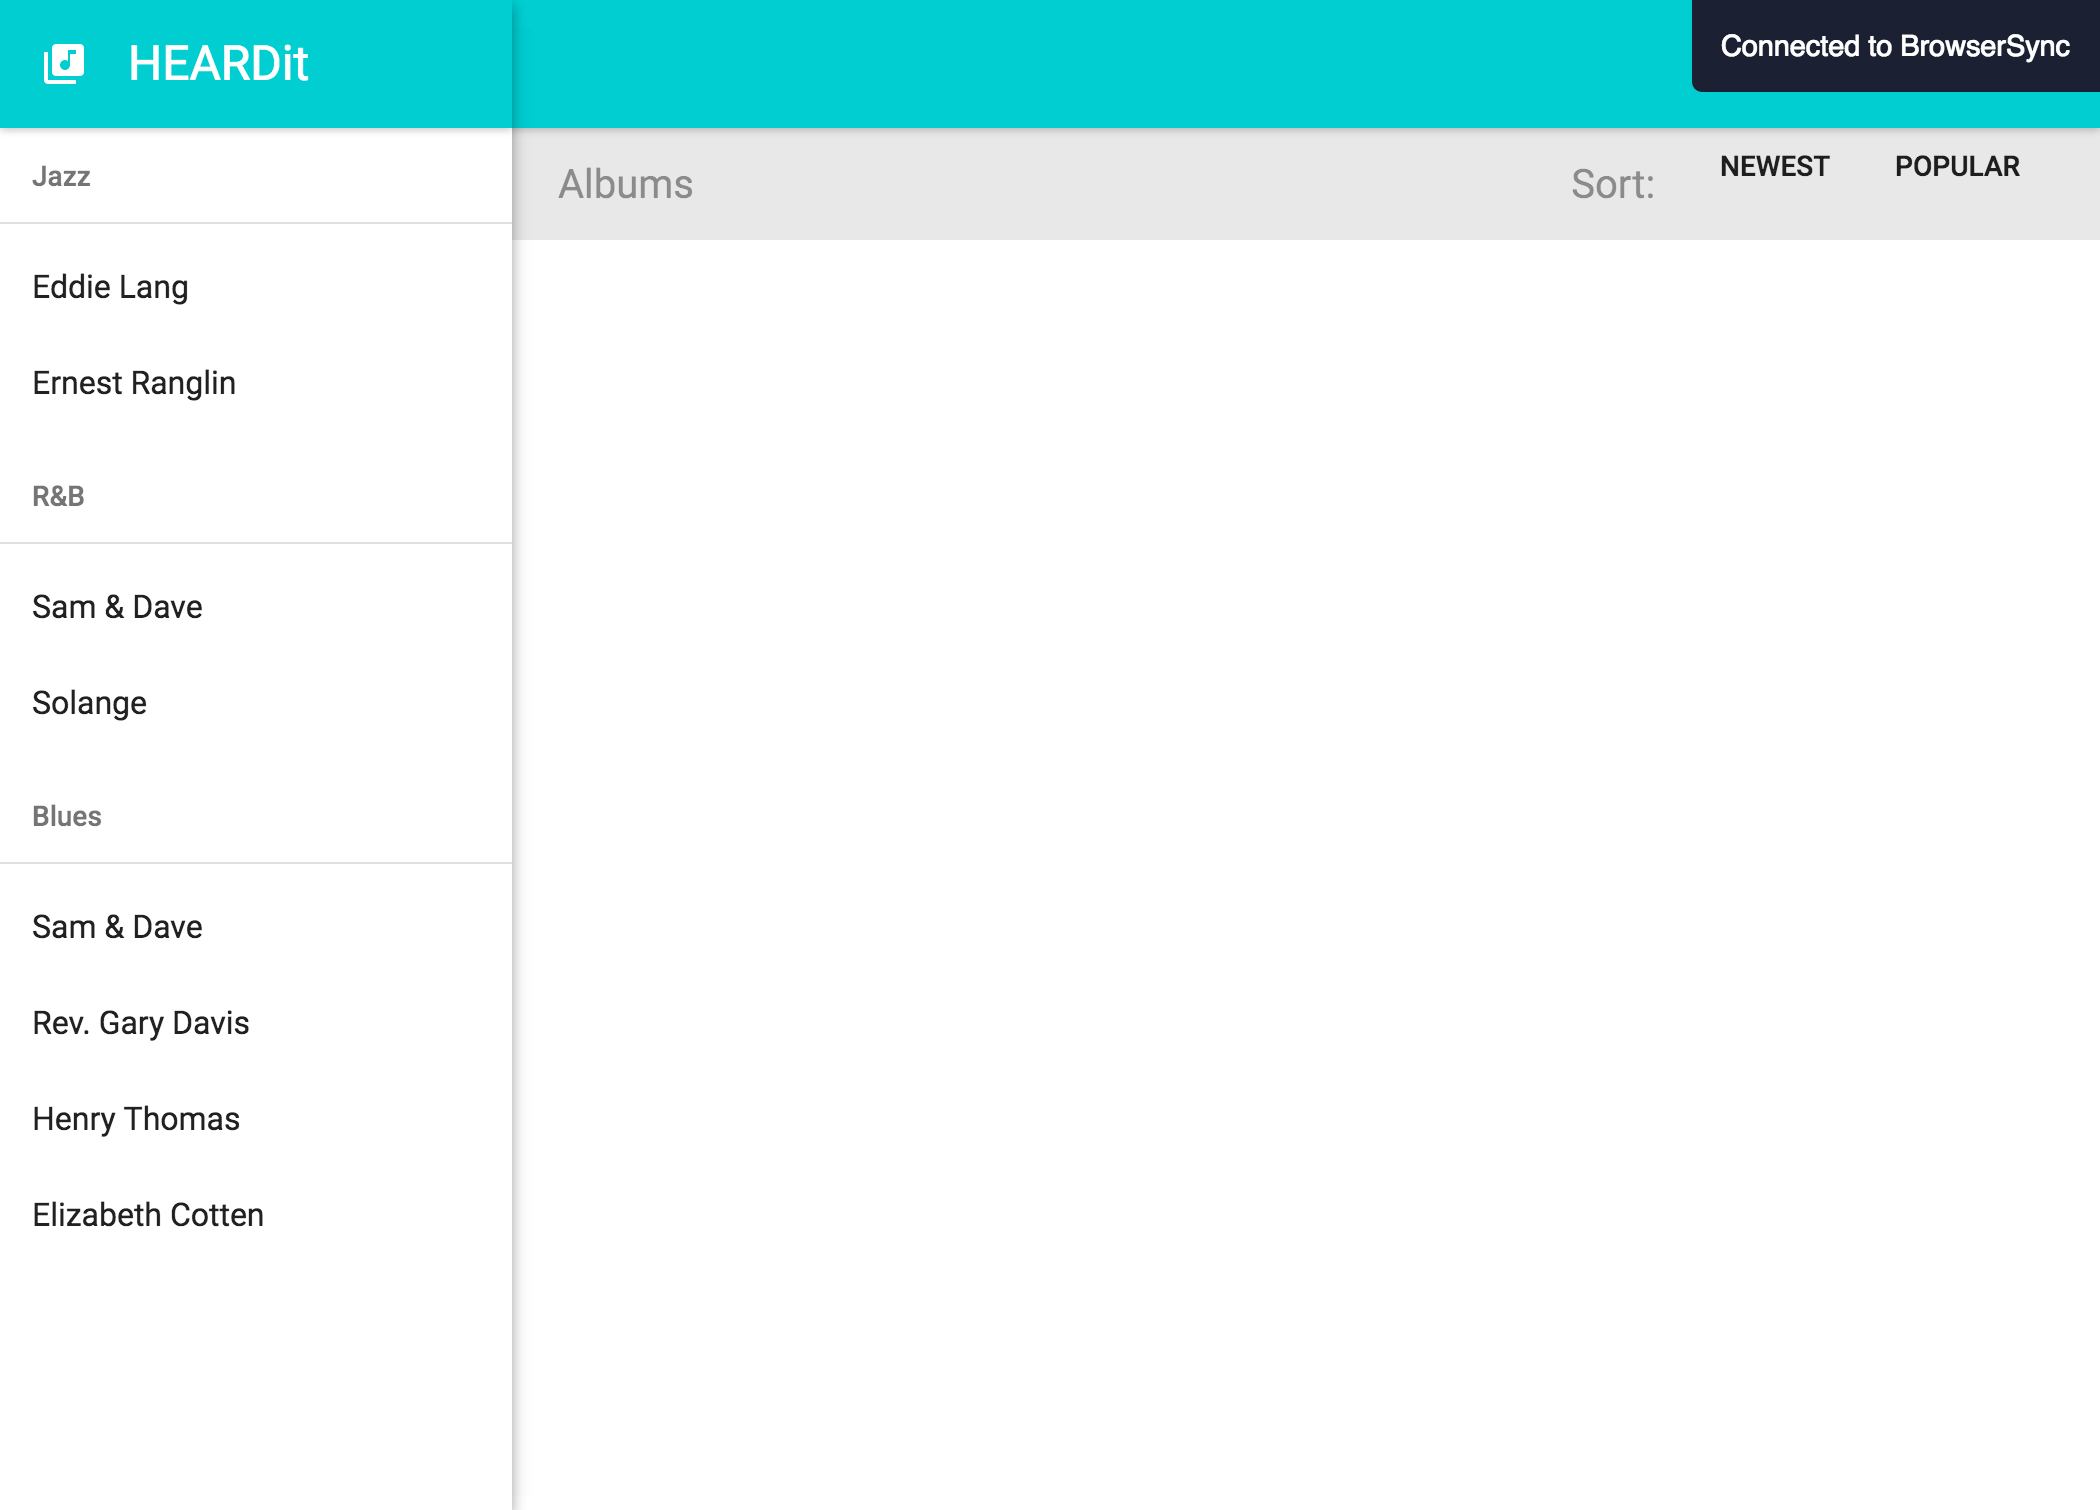 HEARDit
Connected to BrowserSync
Jazz
Eddie Lang
Ernest Ranglin
R&B
Sam & Dave
Solange
Blues
Sam & Dave
Rev. Gary Davis
Henry Thomas
Elizabeth Cotten
Albums
Sort: NEWEST POPULAR